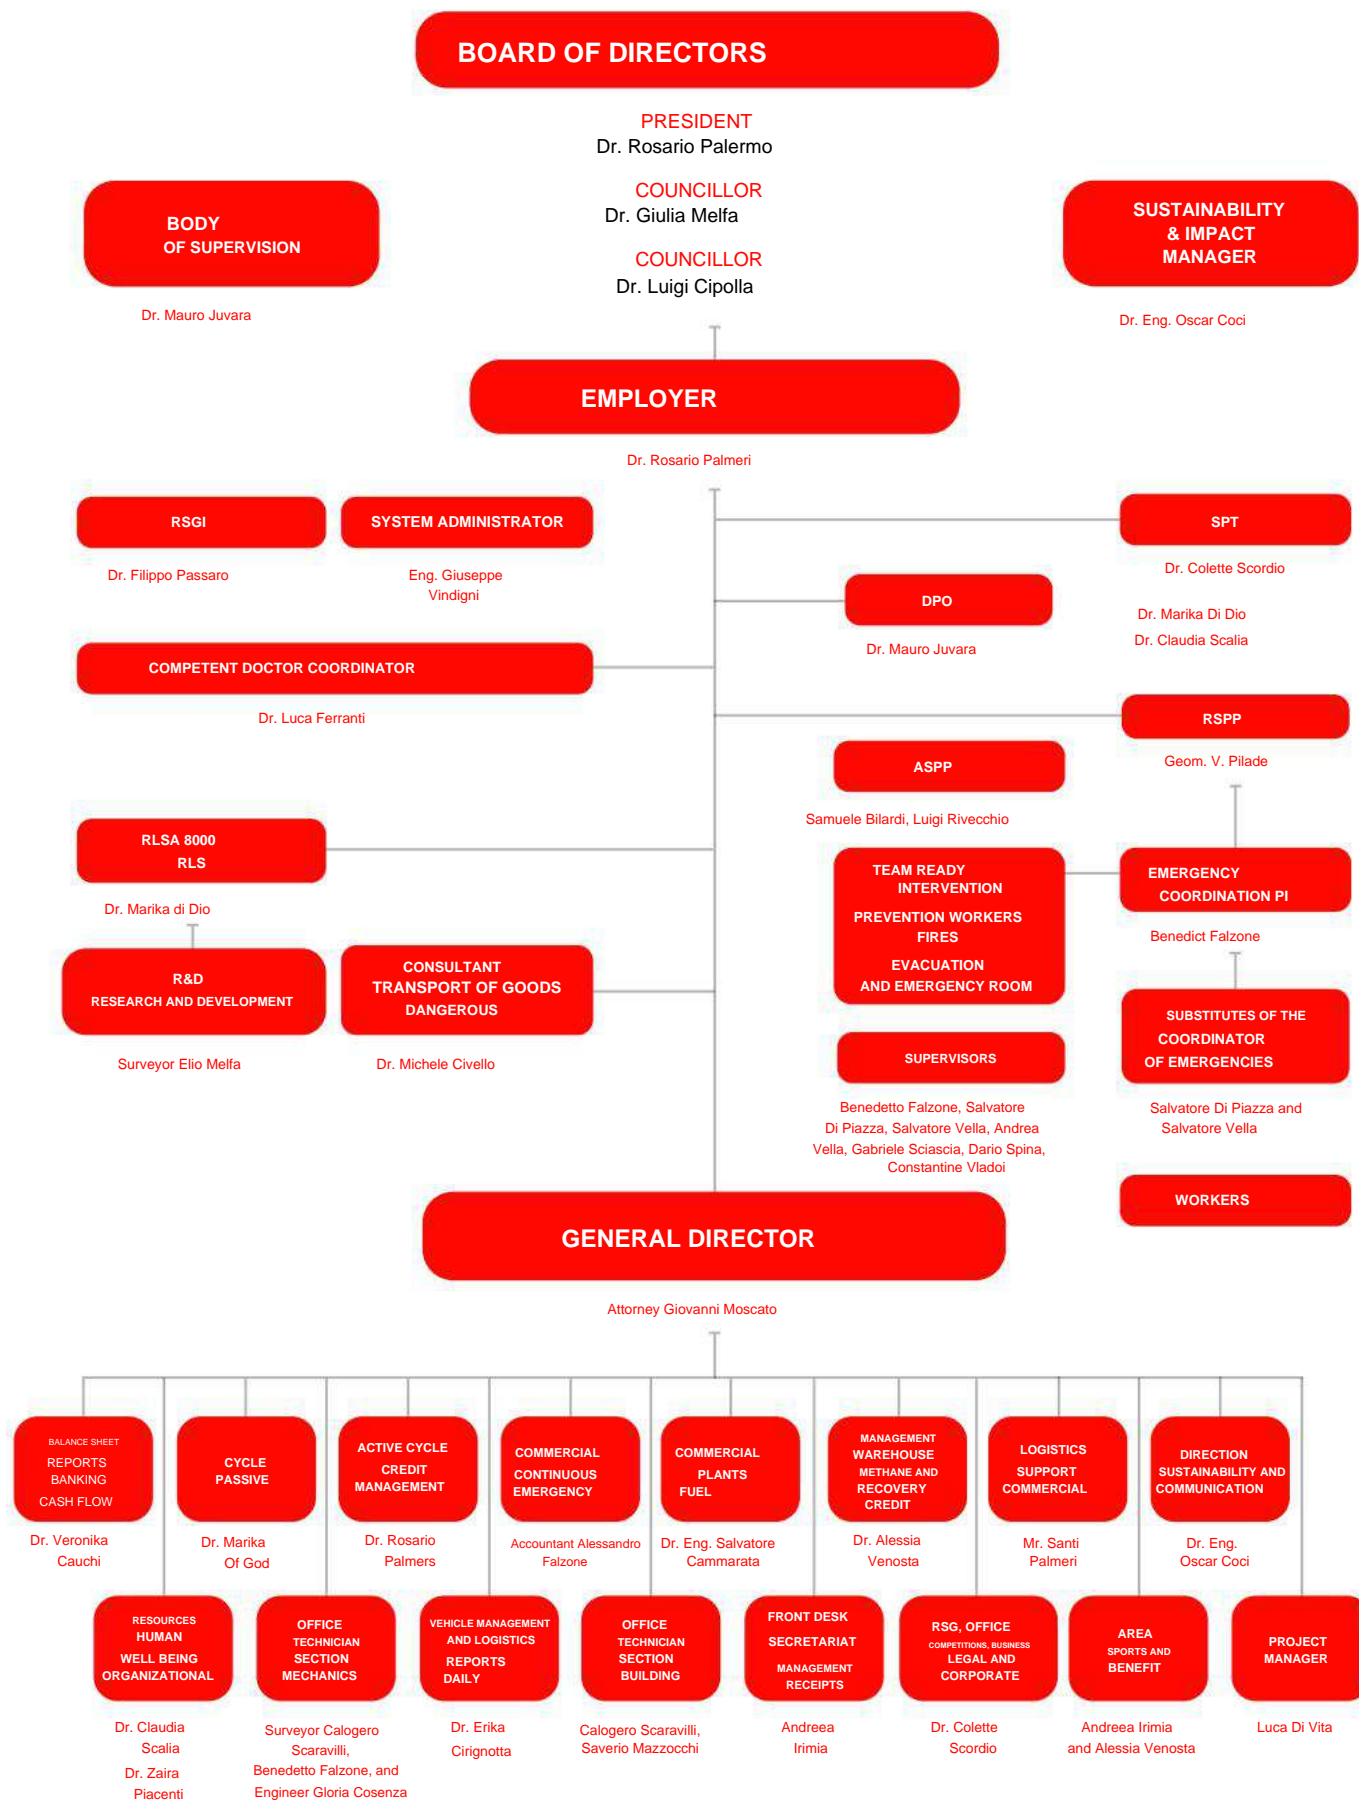 BOARD OF DIRECTORS
PRESIDENT
Dr. Rosario Palermo
COUNCILLOR
Dr. Giulia Melfa
COUNCILLOR
Dr. Luigi Cipolla
BODY
OF SUPERVISION
Dr. Mauro Juvara
SUSTAINABILITY
& IMPACT
MANAGER
Dr. Eng. Oscar Coci
EMPLOYER
Dr. Rosario Palmeri
RSGI
Dr. Filippo Passaro
SYSTEM ADMINISTRATOR
Eng. Giuseppe
Vindigni
SPT
Dr. Colette Scordio
Dr. Marika Di Dio
Dr. Claudia Scalia
DPO
Dr. Mauro Juvara
COMPETENT DOCTOR COORDINATOR
Dr. Luca Ferranti
RSPP
Geom. V. Pilade
ASPP
Samuele Bilardi, Luigi Rivecchio
RLSA 8000
RLS
Dr. Marika di Dio
TEAM READY
INTERVENTION
PREVENTION WORKERS
FIRES
EVACUATION
AND EMERGENCY ROOM
EMERGENCY
COORDINATION PI
Benedict Falzone
R&D
RESEARCH AND DEVELOPMENT
Surveyor Elio Melfa
CONSULTANT
TRANSPORT OF GOODS
DANGEROUS
Dr. Michele Civello
SUBSTITUTES OF THE
COORDINATOR
OF EMERGENCIES
Salvatore Di Piazza and
Salvatore Vella
SUPERVISORS
Benedetto Falzone, Salvatore
Di Piazza, Salvatore Vella, Andrea
Vella, Gabriele Sciascia, Dario Spina,
Constantine Vladoi
WORKERS
GENERAL DIRECTOR
Attorney Giovanni Moscato
BALANCE SHEET
REPORTS
BANKING
CASH FLOW
Dr. Veronika
Cauchi
CYCLE
PASSIVE
Dr. Marika
Of God
ACTIVE CYCLE
CREDIT
MANAGEMENT
Dr. Rosario
Palmers
COMMERCIAL
CONTINUOUS
EMERGENCY
Accountant Alessandro
Falzone
COMMERCIAL
PLANTS
FUEL
Dr. Eng. Salvatore
Cammarata
MANAGEMENT
WAREHOUSE
METHANE AND
RECOVERY
CREDIT
Dr. Alessia
Venosta
LOGISTICS
SUPPORT
COMMERCIAL
Mr. Santi
Palmeri
DIRECTION
SUSTAINABILITY AND
COMMUNICATION
Dr. Eng.
Oscar Coci
RESOURCES
HUMAN
WELL BEING
ORGANIZATIONAL
Dr. Claudia
Scalia
Dr. Zaira
Piacenti
OFFICE
TECHNICIAN
SECTION
MECHANICS
Surveyor Calogero
Scaravilli,
Benedetto Falzone, and
Engineer Gloria Cosenza
VEHICLE MANAGEMENT
AND LOGISTICS
REPORTS
DAILY
Dr. Erika
Cirignotta
OFFICE
TECHNICIAN
SECTION
BUILDING
Calogero Scaravilli,
Saverio Mazzocchi
FRONT DESK
SECRETARIAT
MANAGEMENT
RECEIPTS
Andreea
Irimia
RSG, OFFICE
COMPETITIONS, BUSINESS
LEGAL AND
CORPORATE
Dr. Colette
Scordio
AREA
SPORTS AND
BENEFIT
Andreea Irimia
and Alessia Venosta
PROJECT
MANAGER
Luca Di Vita